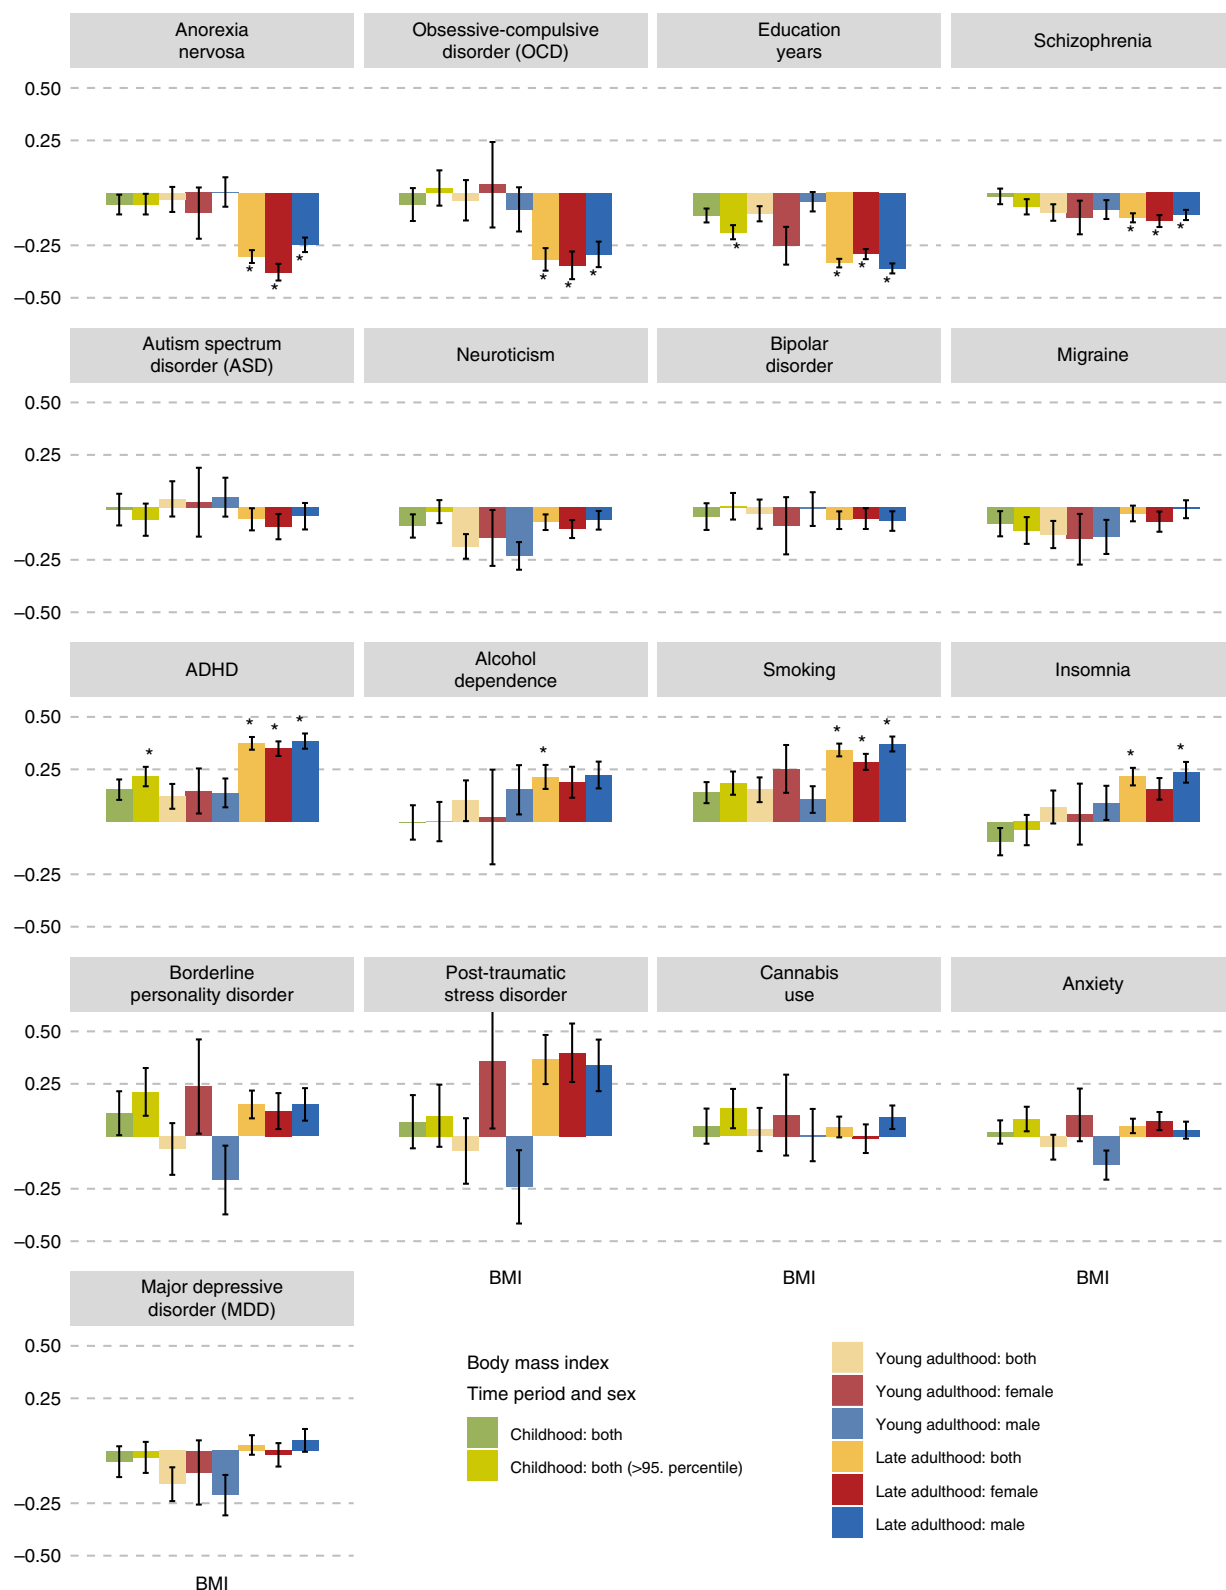 Anorexia
nervosa
Obsessive-compulsive
disorder (OCD)
Education
years
Schizophrenia
0.50
0.25
* * *
* * *
* * * *
* * *
–0.25
–0.50
Autism spectrum
disorder (ASD)
Neuroticism
Bipolar
disorder
Migraine
0.50
0.25
–0.25
–0.50
ADHD
Alcohol
dependence
Smoking
Insomnia
0.50
* * * *
*
* * *
* *
0.25
–0.25
–0.50
Borderline
personality disorder
Post-traumatic
stress disorder
Cannabis
use
Anxiety
0.50
0.25
–0.25
–0.50
BMI
BMI
BMI
Major depressive
disorder (MDD)
0.50
0.25
–0.25
–0.50
BMI
Body mass index
Time period and sex
Childhood: both
Childhood: both (>95. percentile)
Young adulthood: both
Young adulthood: female
Young adulthood: male
Late adulthood: both
Late adulthood: female
Late adulthood: male